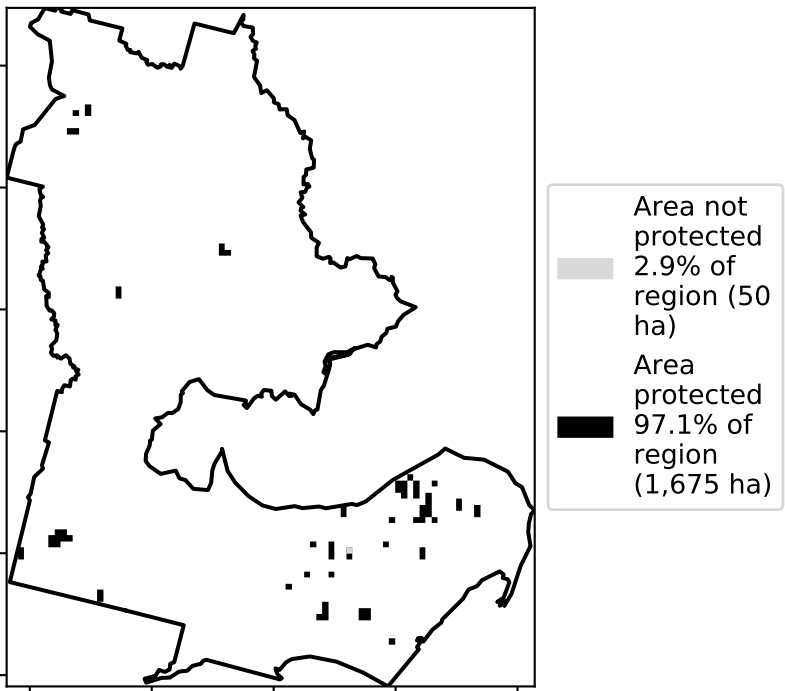 Area not
protected
2.9% of
region (50
ha)
Area
protected
97.1% of
region
(1,675 ha)